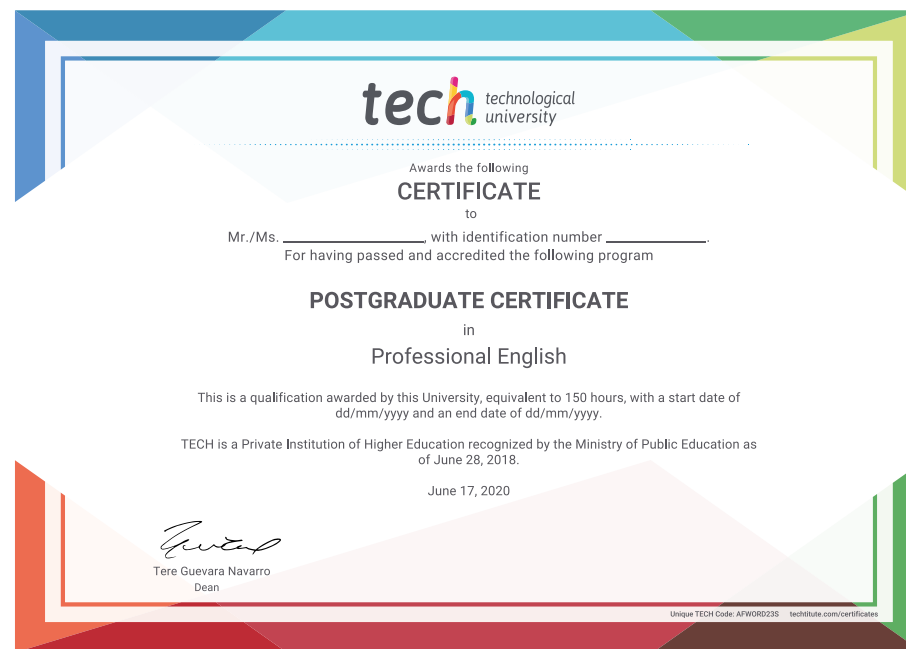 tech technological
university
Awards the following
CERTIFICATE
to
Mr./Ms. ____________________, with identification number ______________.
For having passed and accredited the following program
POSTGRADUATE CERTIFICATE
in
Professional English
This is a qualification awarded by this University, equivalent to 150 hours, with a start date of
dd/mm/yyyy and an end date of dd/mm/yyyy.
TECH is a Private Institution of Higher Education recognized by the Ministry of Public Education as
of June 28, 2018.
June 17, 2020
Tere Guevara Navarro
Dean
Unique TECH Code: AFWORD23S techtitute.com/certificates